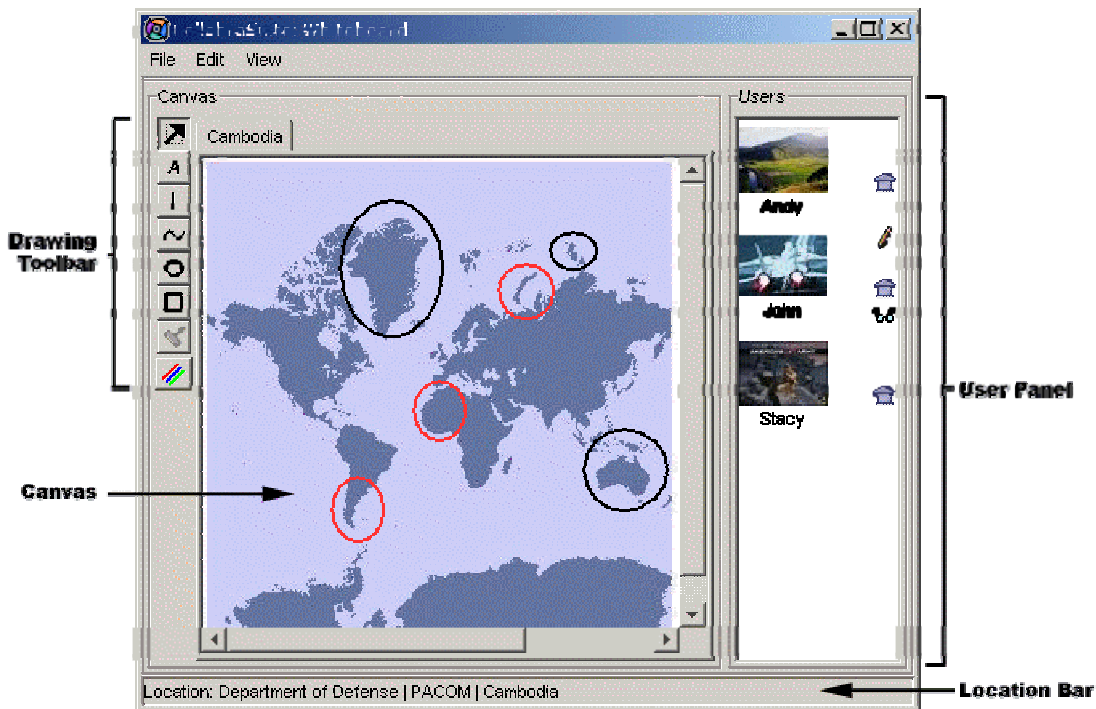 Whiteboard
File Edit View
Canvas
Users
Cambodia
A
Andy
John
Stacy
Drawing
Toolbar
Canvas
User Panel
Location: Department of Defense | PACOM | Cambodia
Location Bar